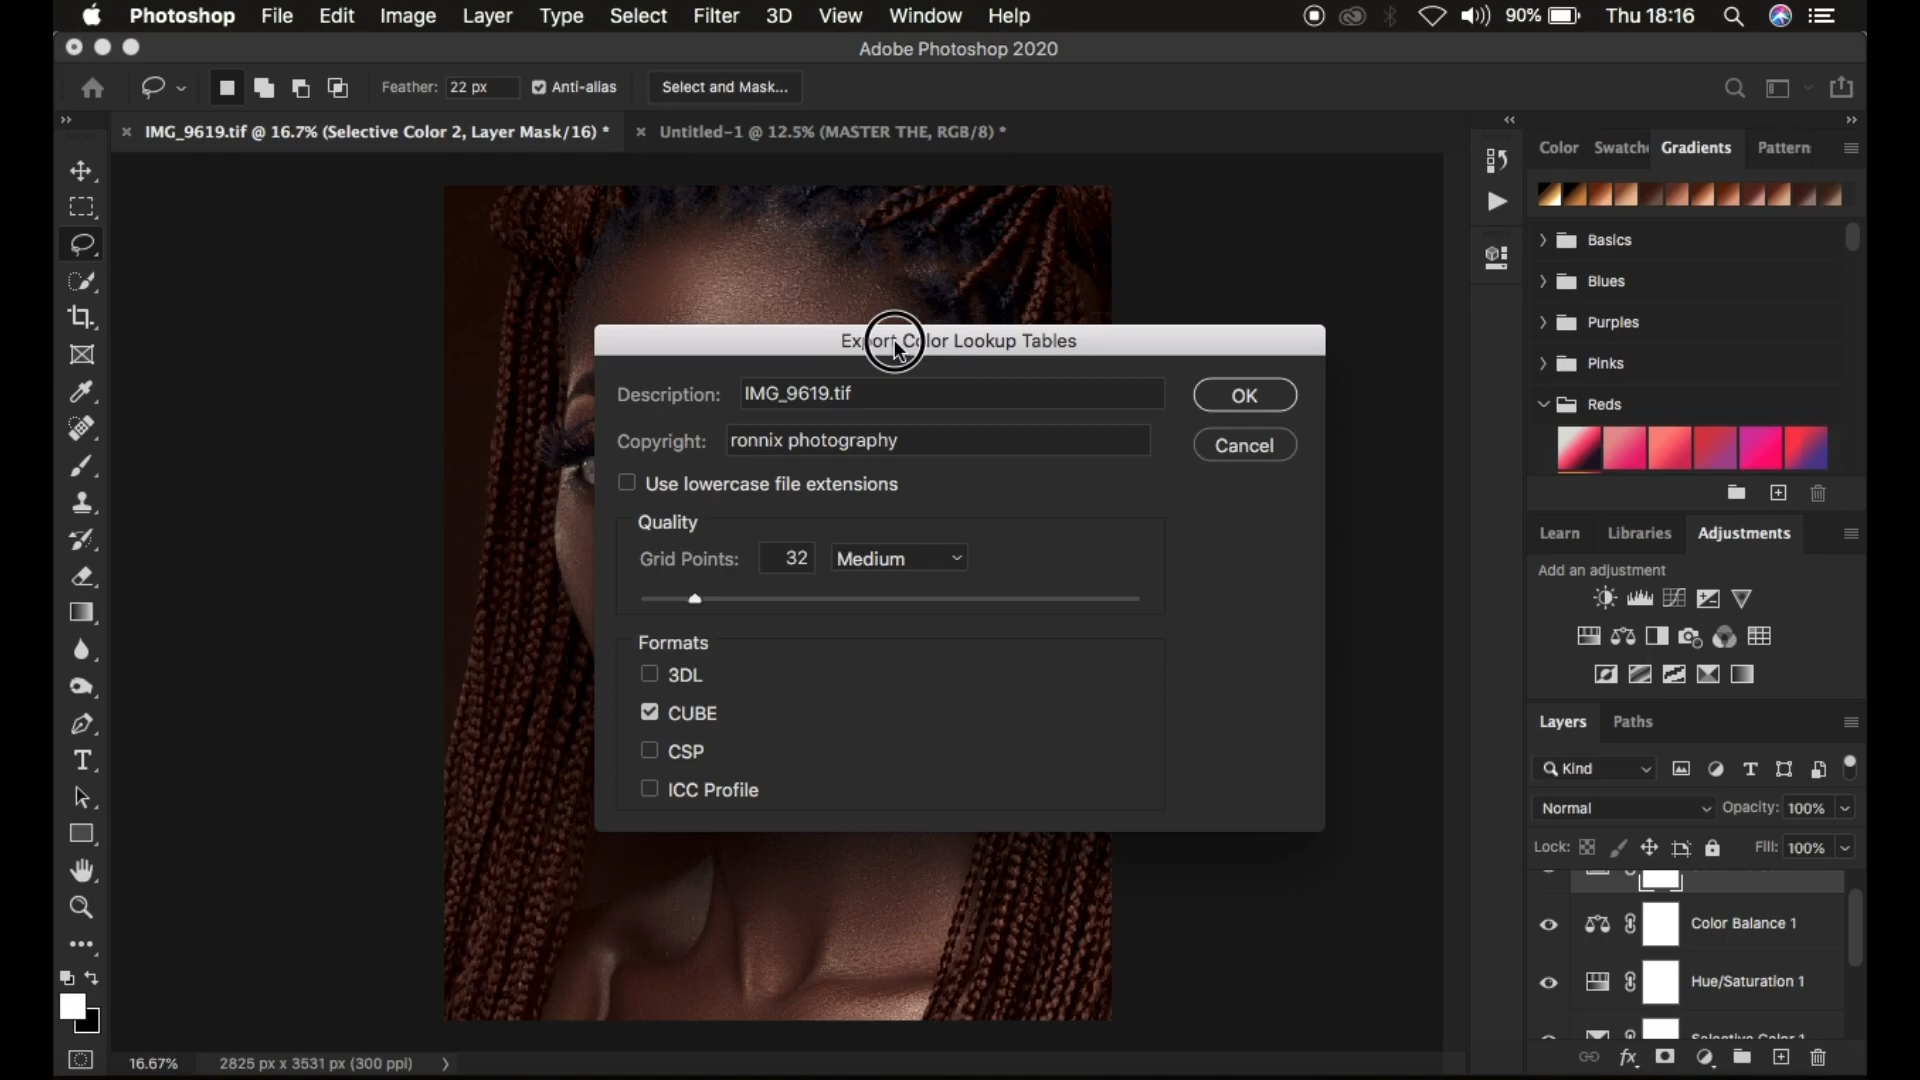 Photoshop File Edit Image Layer Type Select Filter 3D View Window Help 90% Thu 18:16
Adobe Photoshop 2020
Feather: 22 px Anti-alias Select and Mask...
IMG_9619.tif @ 16.7% (Selective Color 2, Layer Mask/16) * Untitled-1 @ 12.5% (MASTER THE, RGB/8) *
Color Swatche Gradients Pattern
Basics
Blues
Purples
Pinks
Reds
Export Color Lookup Tables
Description: IMG_9619.tif OK
Copyright: ronnix photography Cancel
Use lowercase file extensions
Quality
Grid Points: 32 Medium
Formats
3DL
CUBE
CSP
ICC Profile
Learn Libraries Adjustments
Add an adjustment
Layers Paths
Kind
Normal Opacity: 100%
Lock: Fill: 100%
Color Balance 1
Hue/Saturation 1
Selective Color 1
16.67% 2825 px x 3531 px (300 ppi)